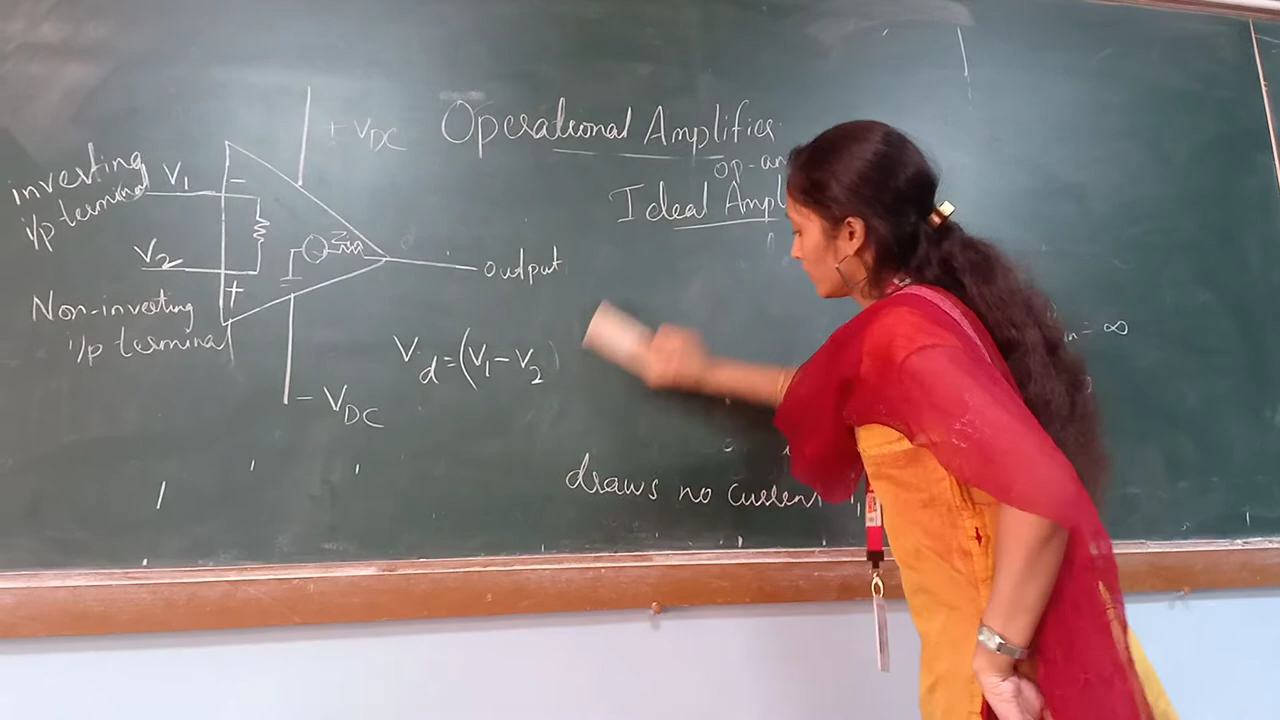 Operational Amplifier
op-am
Ideal Ampl
+ VDC
inverting
i/p terminal
V1
-
V2
+
Non-inverting
i/p terminal
output
Vd=(V1-V2)
- VDC
in = ∞
draws no current